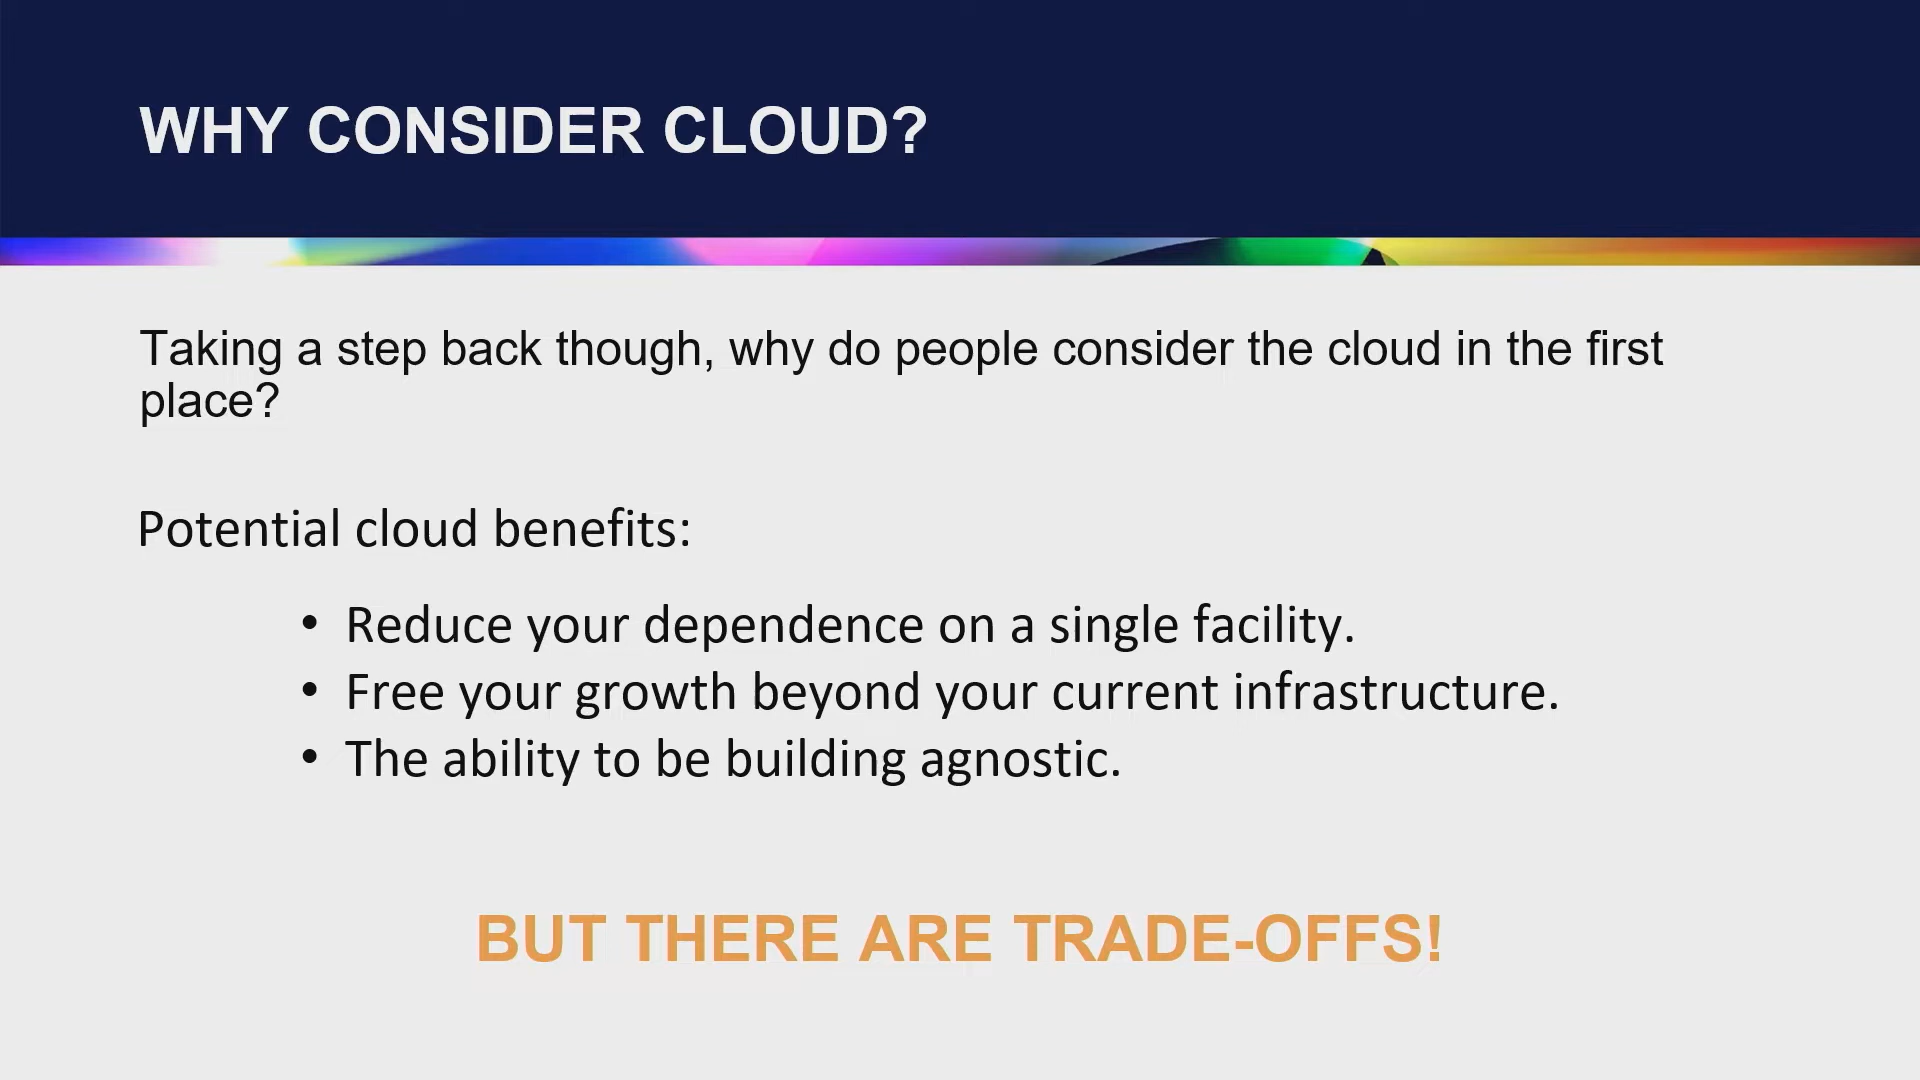 WHY CONSIDER CLOUD?
Taking a step back though, why do people consider the cloud in the first
place?
Potential cloud benefits:
• Reduce your dependence on a single facility.
• Free your growth beyond your current infrastructure.
• The ability to be building agnostic.
BUT THERE ARE TRADE-OFFS!